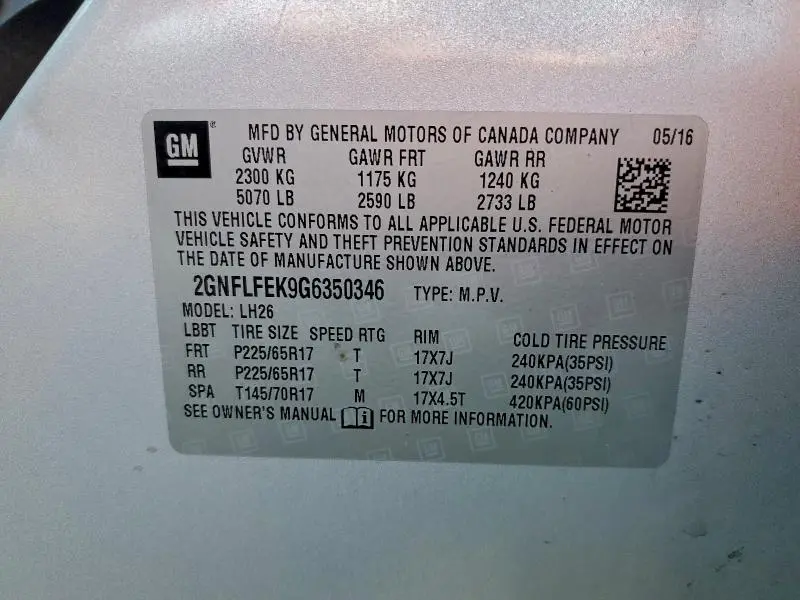 GM® MFD BY GENERAL MOTORS OF CANADA COMPANY 05/16
GVWR GAWR FRT GAWR RR
2300 KG 1175 KG 1240 KG
5070 LB 2590 LB 2733 LB
THIS VEHICLE CONFORMS TO ALL APPLICABLE U.S. FEDERAL MOTOR
VEHICLE SAFETY AND THEFT PREVENTION STANDARDS IN EFFECT ON
THE DATE OF MANUFACTURE SHOWN ABOVE.
2GNFLFEK9G6350346 TYPE: M.P.V.
MODEL: LH26
LBBT TIRE SIZE SPEED RTG RIM COLD TIRE PRESSURE
FRT P225/65R17 T 17X7J 240KPA(35PSI)
RR P225/65R17 T 17X7J 240KPA(35PSI)
SPA T145/70R17 M 17X4.5T 420KPA(60PSI)
SEE OWNER'S MANUAL i FOR MORE INFORMATION.